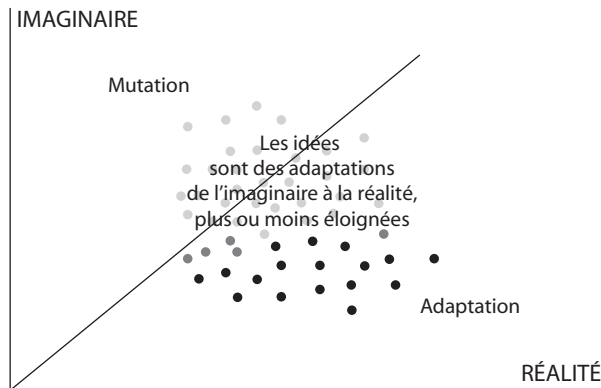 IMAGINAIRE
Mutation
Les idées
sont des adaptations
de l’imaginaire à la réalité,
plus ou moins éloignées
Adaptation
RÉALITÉ